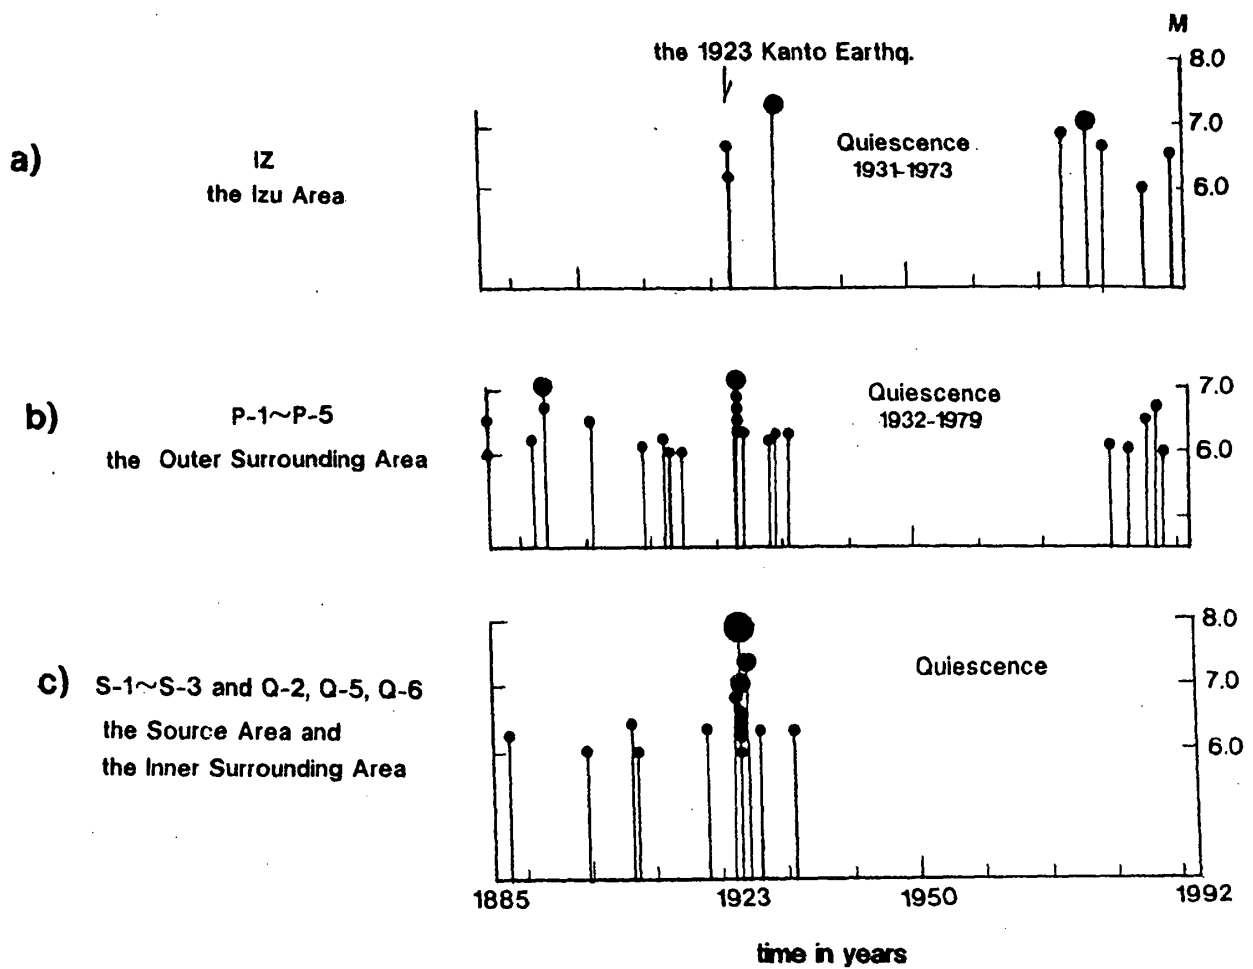 M
the 1923 Kanto Earthq.
8.0
a)
IZ
the Izu Area
Quiescence
1931-1973
7.0
6.0
b)
P-1~P-5
the Outer Surrounding Area
Quiescence
1932-1979
7.0
6.0
c)
S-1~S-3 and Q-2, Q-5, Q-6
the Source Area and
the Inner Surrounding Area
Quiescence
8.0
7.0
6.0
1885
1923
1950
1992
time in years